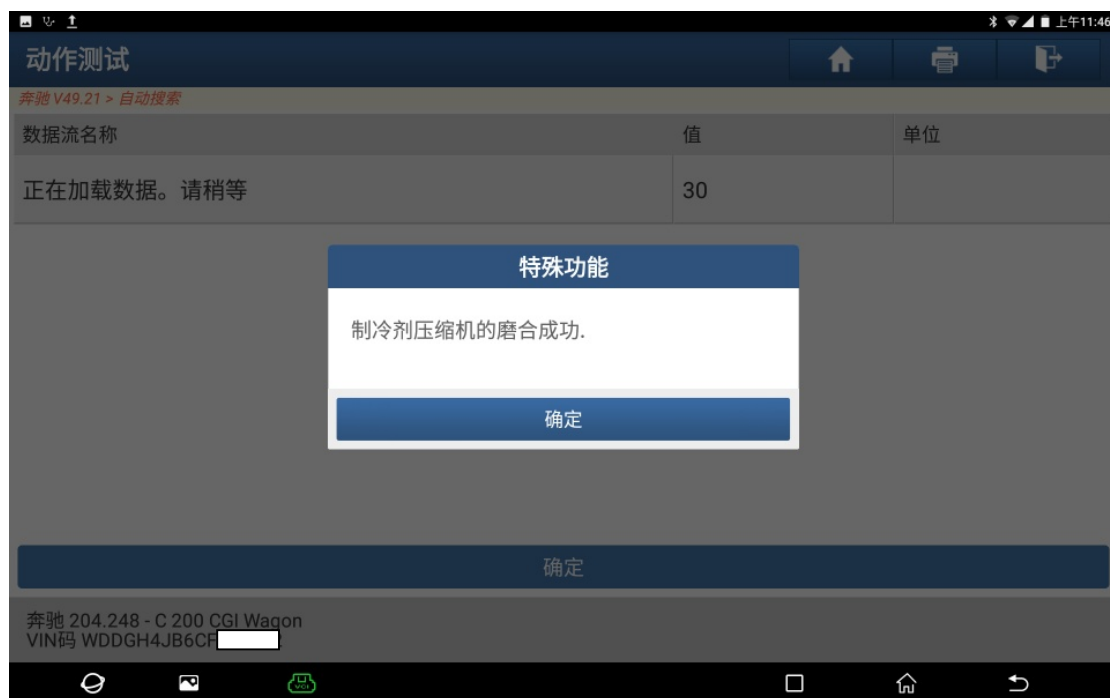 上午11:46
动作测试
奔驰 V49.21 > 自动搜索
数据流名称 值 单位
正在加载数据。请稍等 30
特殊功能
制冷剂压缩机的磨合成功.
确定
确定
奔驰 204.248 - C 200 CGI Wagon
VIN码 WDDGH4JB6CF